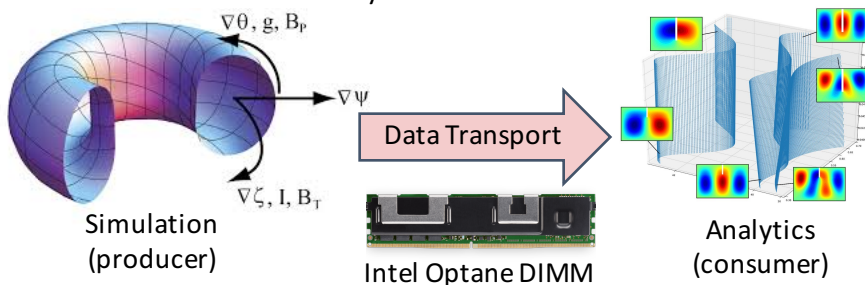 ∇θ, g, B_P
∇ψ
∇ζ, I, B_T
Simulation
(producer)
Data Transport
Intel Optane DIMM
Analytics
(consumer)